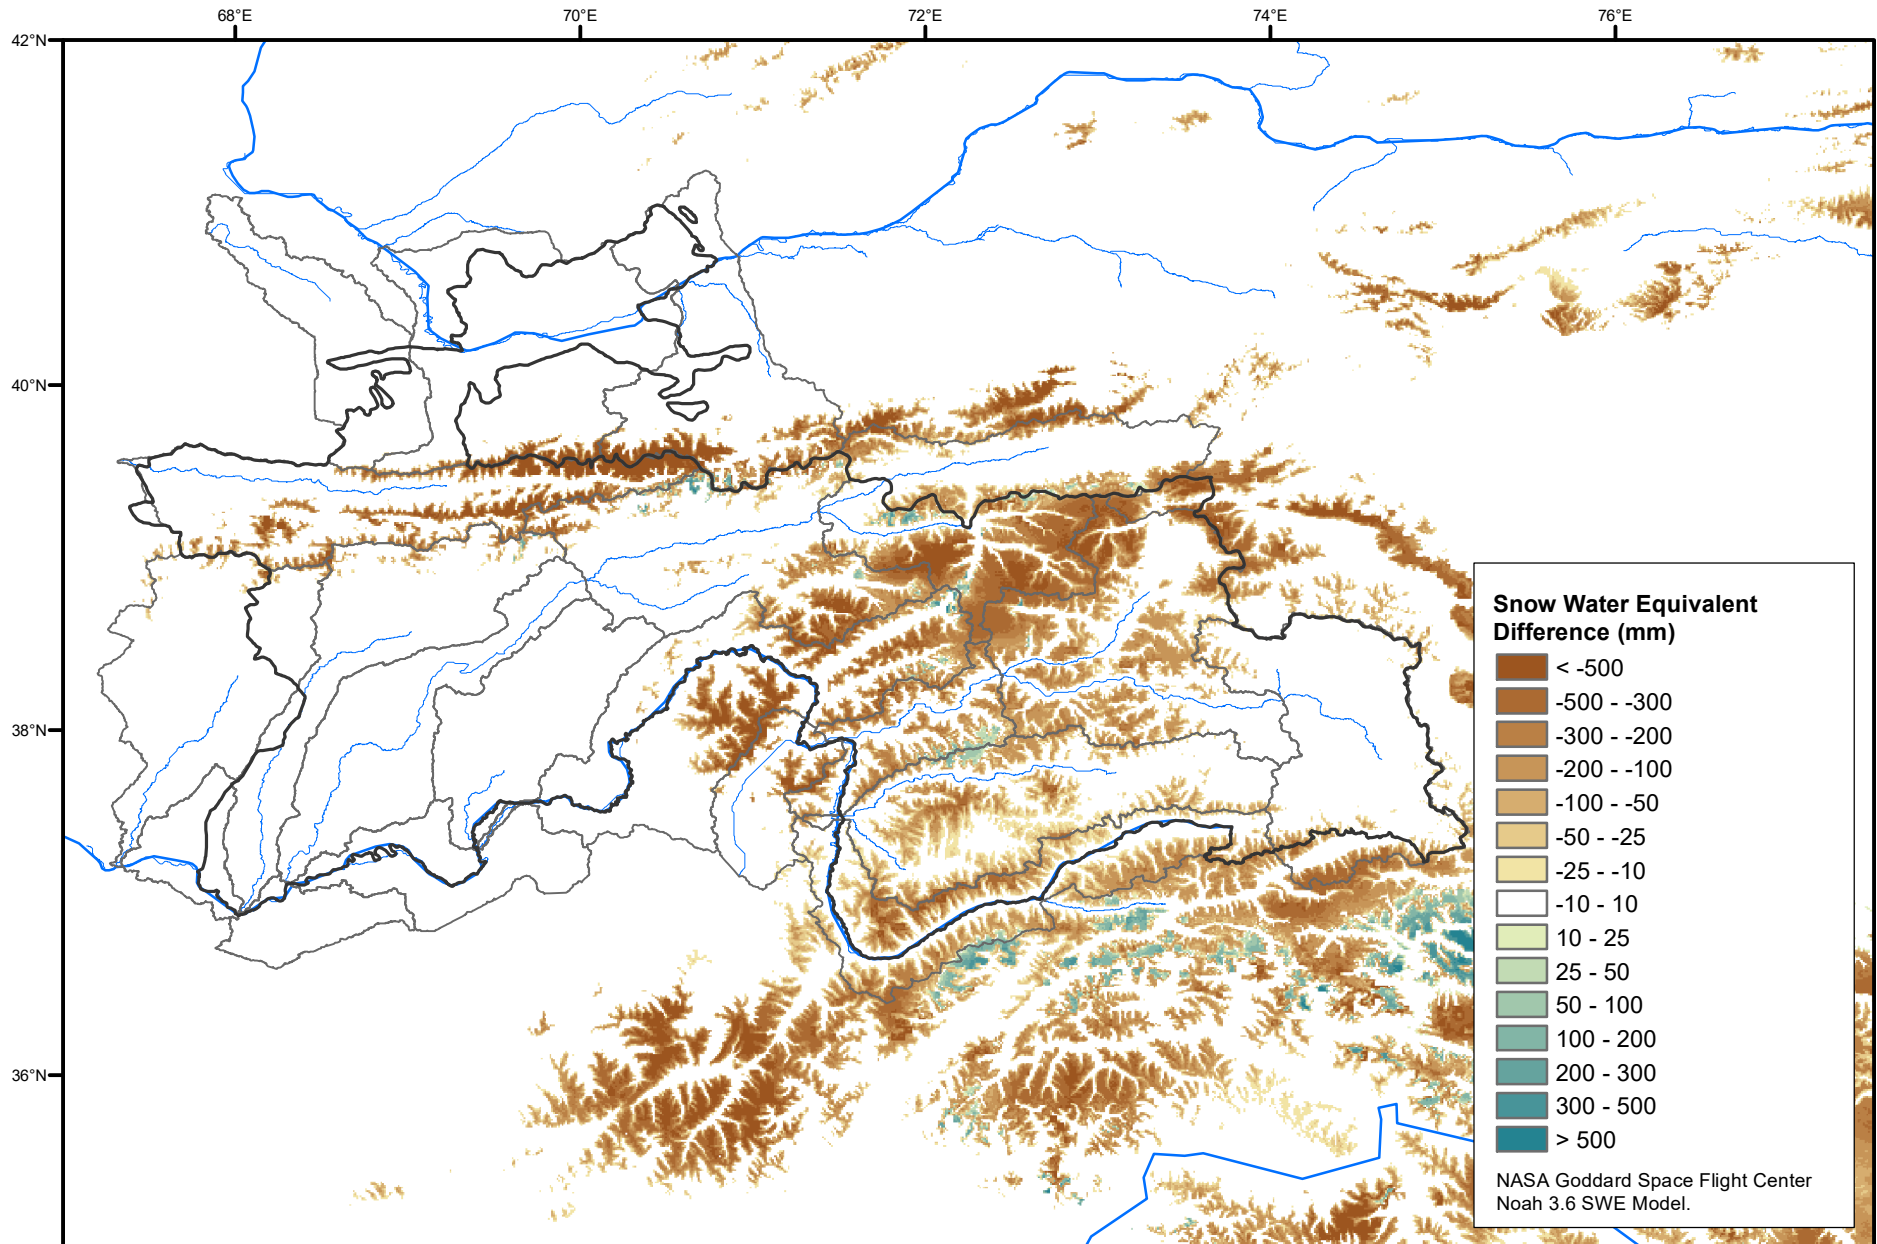 68°E 70°E 72°E 74°E 76°E
42°N
40°N
38°N
36°N
Snow Water Equivalent
Difference (mm)
< -500
-500 - -300
-300 - -200
-200 - -100
-100 - -50
-50 - -25
-25 - -10
-10 - 10
10 - 25
25 - 50
50 - 100
100 - 200
200 - 300
300 - 500
> 500
NASA Goddard Space Flight Center
Noah 3.6 SWE Model.